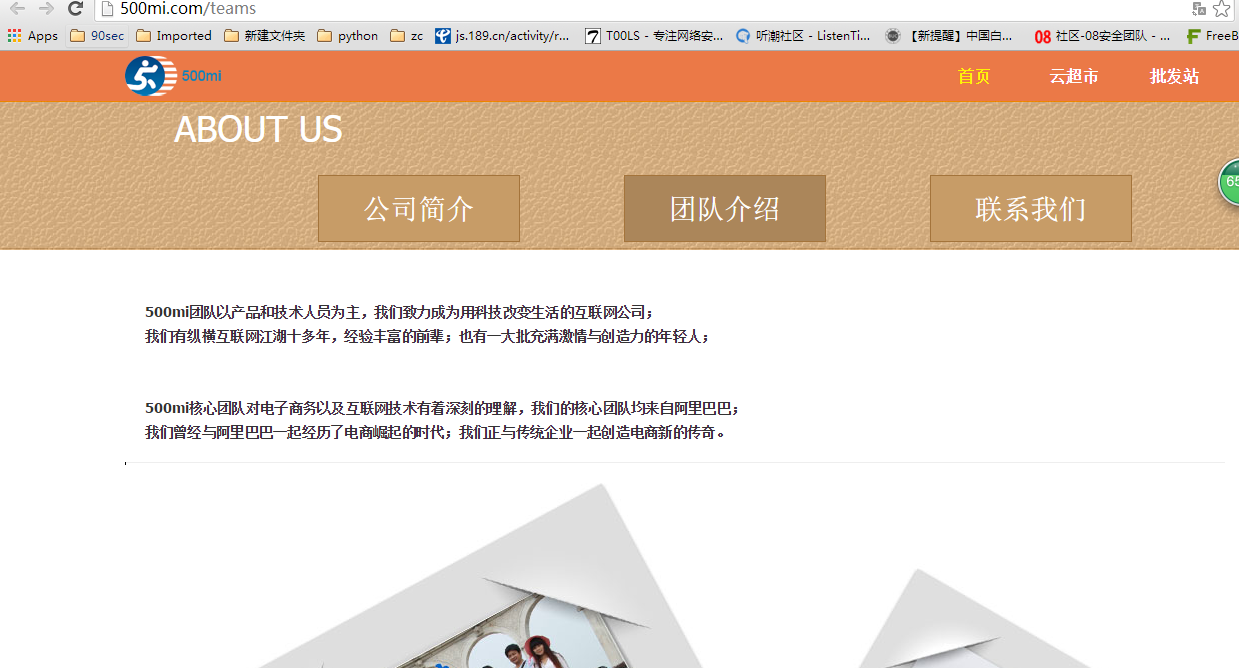 500mi.com/teams
Apps 90sec Imported 新建文件夹 python zc js.189.cn/activity/r... T00LS - 专注网络安... 听潮社区 - ListenTi... 【新提醒】中国白... 08 社区-08安全团队 - ... FreeB
500mi 首页 云超市 批发站
ABOUT US
65
公司简介 团队介绍 联系我们
500mi团队以产品和技术人员为主，我们致力成为用科技改变生活的互联网公司；
我们有纵横互联网江湖十多年，经验丰富的前辈；也有一大批充满激情与创造力的年轻人；
500mi核心团队对电子商务以及互联网技术有着深刻的理解，我们的核心团队均来自阿里巴巴；
我们曾经与阿里巴巴一起经历了电商崛起的时代；我们正与传统企业一起创造电商新的传奇。